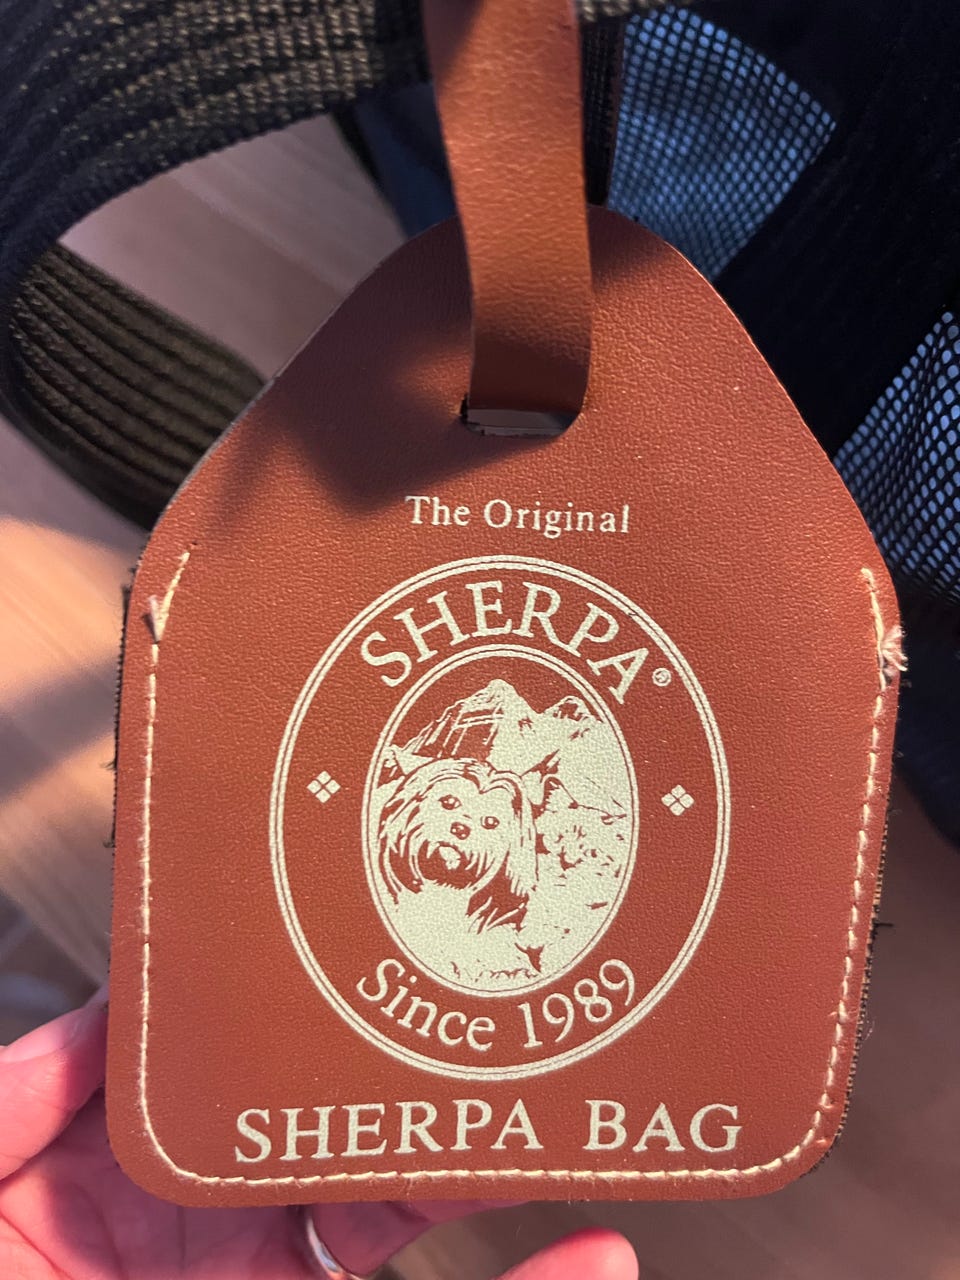 The Original
SHERPA®
Since 1989
SHERPA BAG